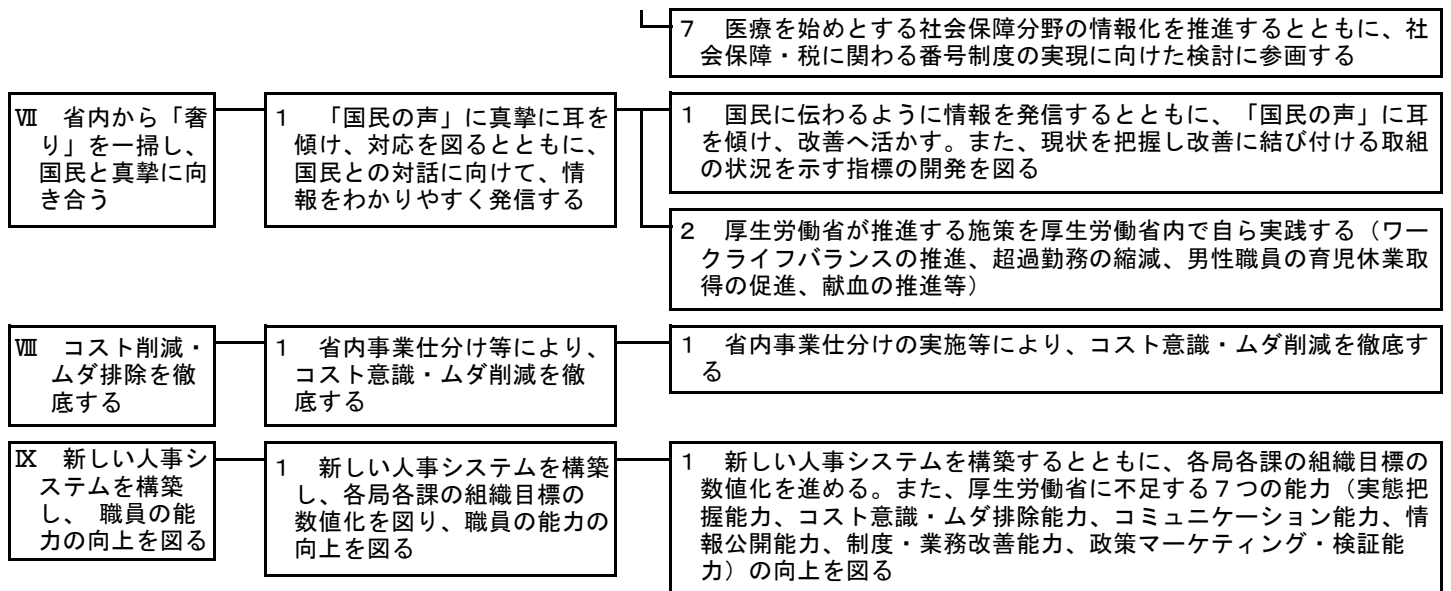 7　医療を始めとする社会保障分野の情報化を推進するとともに、社
会保障・税に関わる番号制度の実現に向けた検討に参画する
Ⅶ　省内から「奢
り」を一掃し、
国民と真摯に向
き合う
1　「国民の声」に真摯に耳を
傾け、対応を図るとともに、
国民との対話に向けて、情
報をわかりやすく発信する
1　国民に伝わるように情報を発信するとともに、「国民の声」に耳
を傾け、改善へ活かす。また、現状を把握し改善に結び付ける取組
の状況を示す指標の開発を図る
2　厚生労働省が推進する施策を厚生労働省内で自ら実践する（ワー
クライフバランスの推進、超過勤務の縮減、男性職員の育児休業取
得の促進、献血の推進等）
Ⅷ　コスト削減・
ムダ排除を徹
底する
1　省内事業仕分け等により、
コスト意識・ムダ削減を徹
底する
1　省内事業仕分けの実施等により、コスト意識・ムダ削減を徹底す
る
Ⅸ　新しい人事シ
ステムを構築
し、 職員の能
力の向上を図る
1　新しい人事システムを構築
し、各局各課の組織目標の
数値化を図り、職員の能力の
向上を図る
1　新しい人事システムを構築するとともに、各局各課の組織目標の
数値化を進める。また、厚生労働省に不足する７つの能力（実態把
握能力、コスト意識・ムダ排除能力、コミュニケーション能力、情
報公開能力、制度・業務改善能力、政策マーケティング・検証能
力）の向上を図る